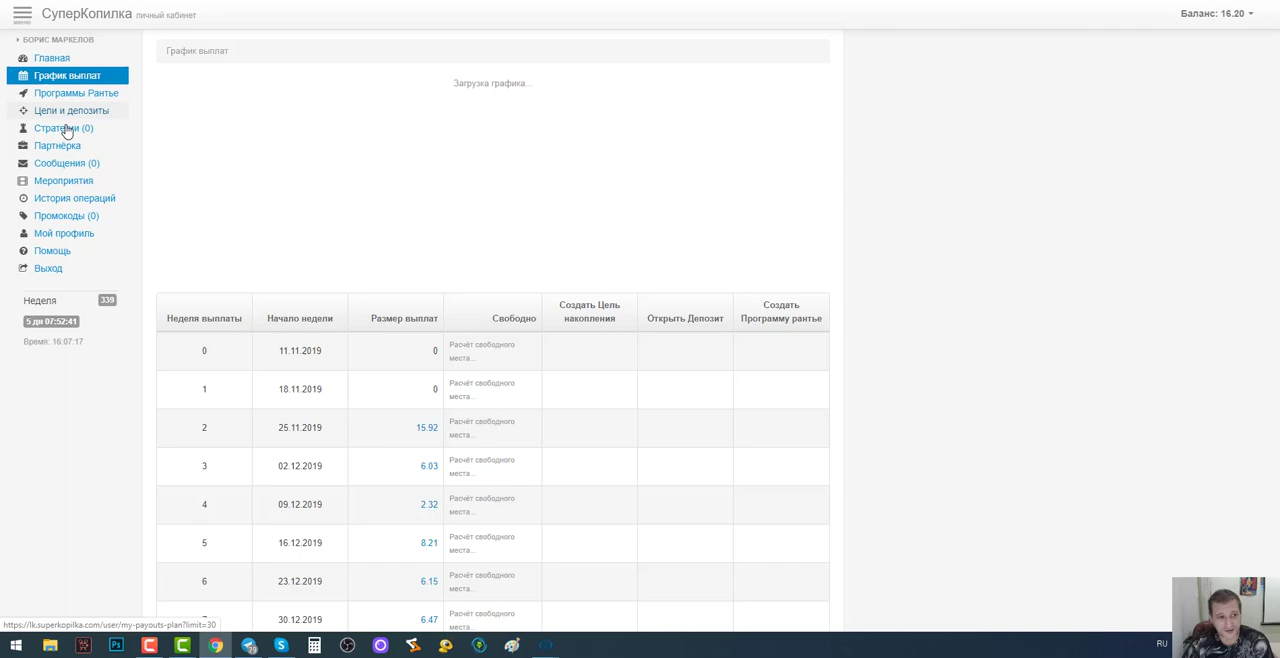 меню
СуперКопилка личный кабинет
Баланс: 16.20
БОРИС МАРКЕЛОВ
Главная
График выплат
Программы Рантье
Цели и депозиты
Стратегии (0)
Партнёрка
Сообщения (0)
Мероприятия
История операций
Промокоды (0)
Мой профиль
Помощь
Выход
Неделя 339
5 дн 07:52:41
Время: 16:07:17
График выплат
Загрузка графика...
Неделя выплаты
Начало недели
Размер выплат
Свободно
Создать Цель
накопления
Открыть Депозит
Создать
Программу рантье
0 11.11.2019 0 Расчёт свободного
места...
1 18.11.2019 0 Расчёт свободного
места...
2 25.11.2019 15.92 Расчёт свободного
места...
3 02.12.2019 6.03 Расчёт свободного
места...
4 09.12.2019 2.32 Расчёт свободного
места...
5 16.12.2019 8.21 Расчёт свободного
места...
6 23.12.2019 6.15 Расчёт свободного
места...
30.12.2019 6.47 Расчёт свободного
https://lk.superkopilka.com/user/my-payouts-plan?limit=30
Ps
RU